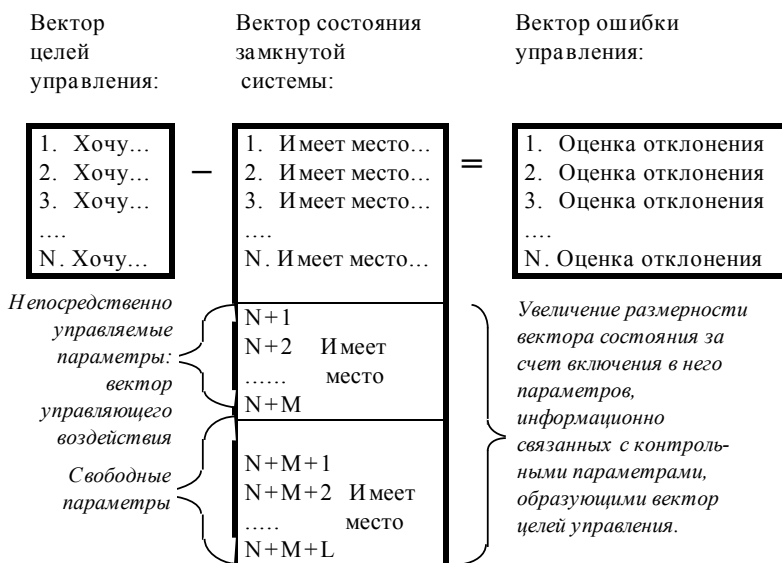 Вектор
целей
управления:
Вектор состояния
замкнутой
системы:
Вектор ошибки
управления:
1. Хочу...
2. Хочу...
3. Хочу...
....
N. Хочу...
–
1. Имеет место...
2. Имеет место...
3. Имеет место...
....
N. Имеет место...
=
1. Оценка отклонения
2. Оценка отклонения
3. Оценка отклонения
....
N. Оценка отклонения
Непосредственно
управляемые
параметры:
вектор
управляющего
воздействия
N+1
N+2 Имеет
...... место
N+M
Свободные
параметры
N+M+1
N+M+2 Имеет
..... место
N+M+L
Увеличение размерности
вектора состояния за
счет включения в него
параметров,
информационно
связанных с контроль-
ными параметрами,
образующими вектор
целей управления.